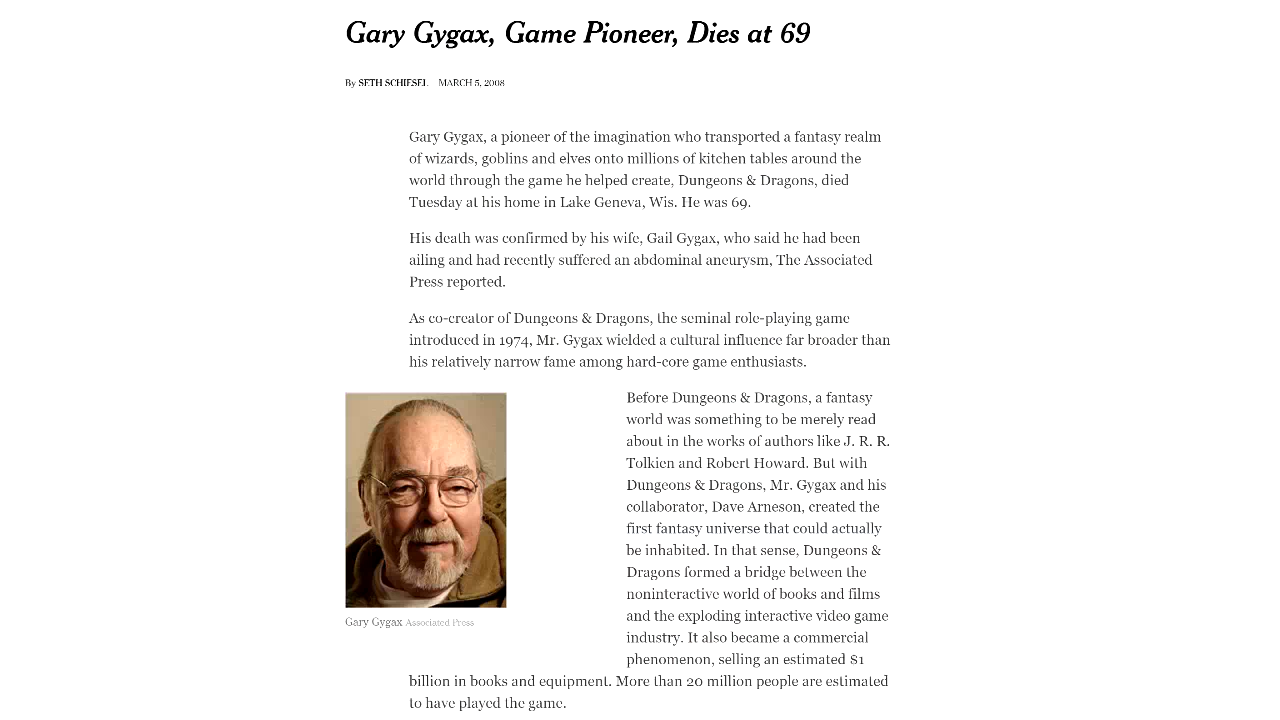 Gary Gygax, Game Pioneer, Dies at 69
By SETH SCHIESEL MARCH 5, 2008
Gary Gygax, a pioneer of the imagination who transported a fantasy realm
of wizards, goblins and elves onto millions of kitchen tables around the
world through the game he helped create, Dungeons & Dragons, died
Tuesday at his home in Lake Geneva, Wis. He was 69.
His death was confirmed by his wife, Gail Gygax, who said he had been
ailing and had recently suffered an abdominal aneurysm, The Associated
Press reported.
As co-creator of Dungeons & Dragons, the seminal role-playing game
introduced in 1974, Mr. Gygax wielded a cultural influence far broader than
his relatively narrow fame among hard-core game enthusiasts.
Before Dungeons & Dragons, a fantasy
world was something to be merely read
about in the works of authors like J. R. R.
Tolkien and Robert Howard. But with
Dungeons & Dragons, Mr. Gygax and his
collaborator, Dave Arneson, created the
first fantasy universe that could actually
be inhabited. In that sense, Dungeons &
Dragons formed a bridge between the
noninteractive world of books and films
and the exploding interactive video game
industry. It also became a commercial
phenomenon, selling an estimated $1
billion in books and equipment. More than 20 million people are estimated
to have played the game.
Gary Gygax Associated Press